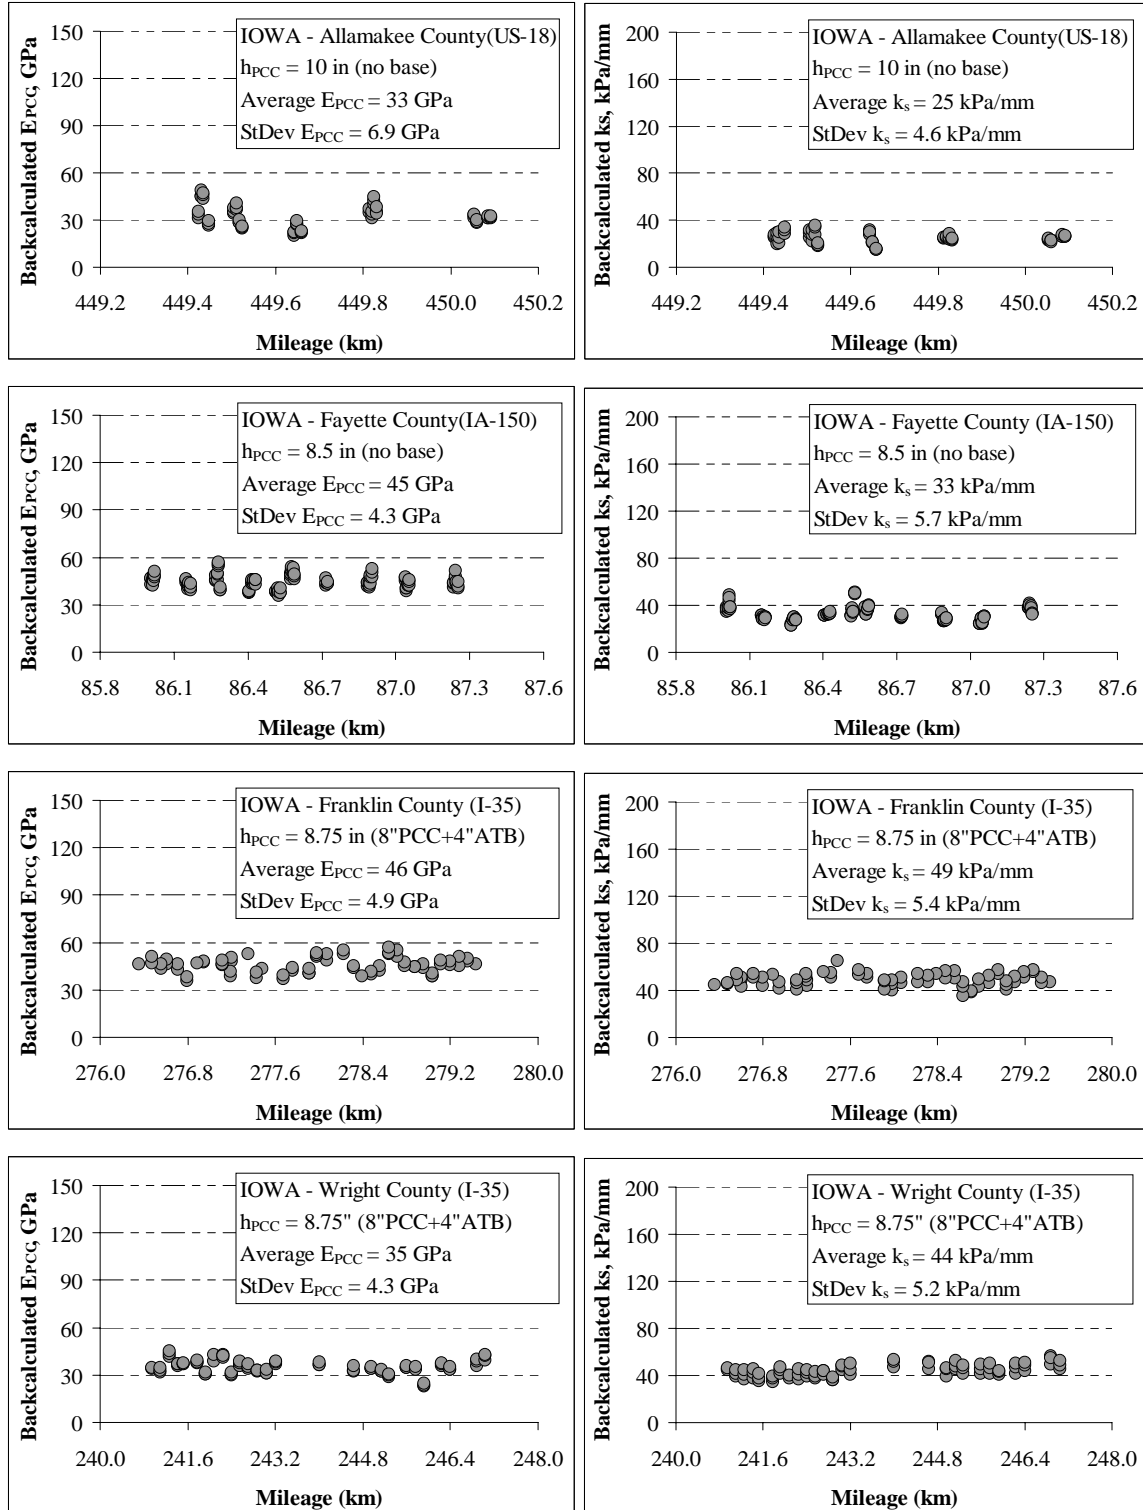 Backcalculated EPCC, GPa
150
120
90
60
30
0
IOWA - Allamakee County(US-18)
hPCC = 10 in (no base)
Average EPCC = 33 GPa
StDev EPCC = 6.9 GPa
449.2 449.4 449.6 449.8 450.0 450.2
Mileage (km)
Backcalculated ks, kPa/mm
200
160
120
80
40
0
IOWA - Allamakee County(US-18)
hPCC = 10 in (no base)
Average ks = 25 kPa/mm
StDev ks = 4.6 kPa/mm
449.2 449.4 449.6 449.8 450.0 450.2
Mileage (km)
Backcalculated EPCC, GPa
150
120
90
60
30
0
IOWA - Fayette County(IA-150)
hPCC = 8.5 in (no base)
Average EPCC = 45 GPa
StDev EPCC = 4.3 GPa
85.8 86.1 86.4 86.7 87.0 87.3 87.6
Mileage (km)
Backcalculated ks, kPa/mm
200
160
120
80
40
0
IOWA - Fayette County (IA-150)
hPCC = 8.5 in (no base)
Average ks = 33 kPa/mm
StDev ks = 5.7 kPa/mm
85.8 86.1 86.4 86.7 87.0 87.3 87.6
Mileage (km)
Backcalculated EPCC, GPa
150
120
90
60
30
0
IOWA - Franklin County (I-35)
hPCC = 8.75 in (8"PCC+4"ATB)
Average EPCC = 46 GPa
StDev EPCC = 4.9 GPa
276.0 276.8 277.6 278.4 279.2 280.0
Mileage (km)
Backcalculated ks, kPa/mm
200
160
120
80
40
0
IOWA - Franklin County (I-35)
hPCC = 8.75 in (8"PCC+4"ATB)
Average ks = 49 kPa/mm
StDev ks = 5.4 kPa/mm
276.0 276.8 277.6 278.4 279.2 280.0
Mileage (km)
Backcalculated EPCC, GPa
150
120
90
60
30
0
IOWA - Wright County (I-35)
hPCC = 8.75" (8"PCC+4"ATB)
Average EPCC = 35 GPa
StDev EPCC = 4.3 GPa
240.0 241.6 243.2 244.8 246.4 248.0
Mileage (km)
Backcalculated ks, kPa/mm
200
160
120
80
40
0
IOWA - Wright County (I-35)
hPCC = 8.75" (8"PCC+4"ATB)
Average ks = 44 kPa/mm
StDev ks = 5.2 kPa/mm
240.0 241.6 243.2 244.8 246.4 248.0
Mileage (km)